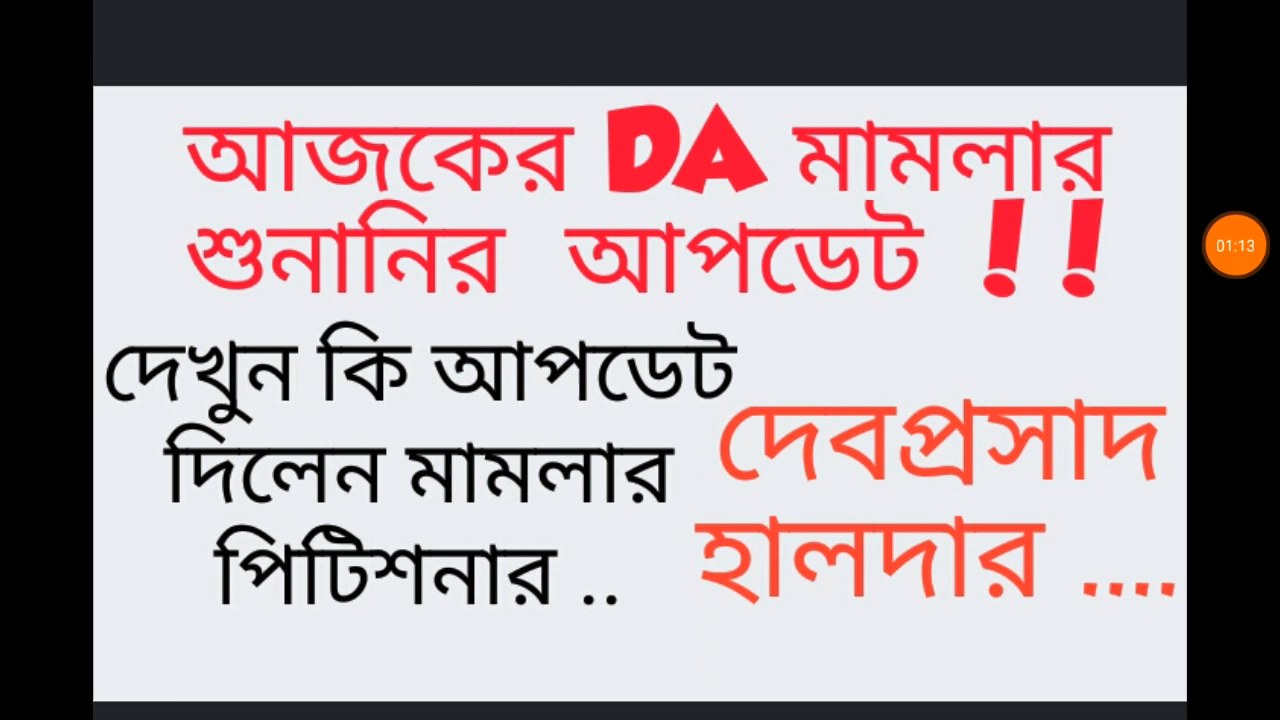 আজকের DA মামলার
শুনানির আপডেট !!
দেখুন কি আপডেট
দিলেন মামলার
পিটিশনার ..
দেবপ্রসাদ
হালদার ....
01:13